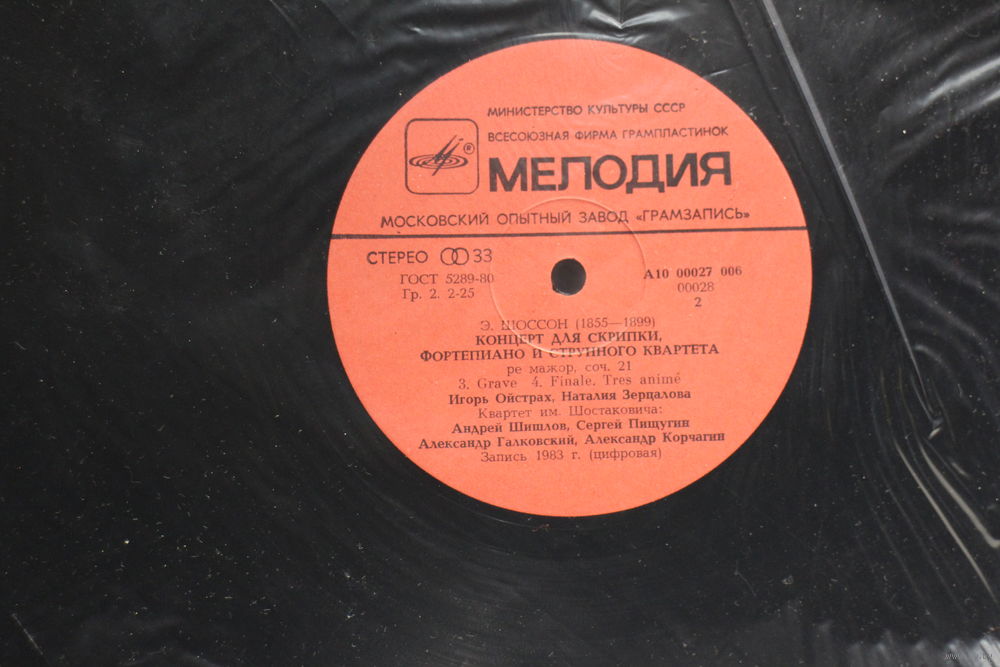 МИНИСТЕРСТВО КУЛЬТУРЫ СССР
ВСЕСОЮЗНАЯ ФИРМА ГРАМПЛАСТИНОК
®
МЕЛОДИЯ
МОСКОВСКИЙ ОПЫТНЫЙ ЗАВОД «ГРАМЗАПИСЬ»
СТЕРЕО 33
ГОСТ 5289-80
Гр. 2. 2-25
А10 00027 006
00028
2
Э. ШОССОН (1855—1899)
КОНЦЕРТ ДЛЯ СКРИПКИ,
ФОРТЕПИАНО И СТРУННОГО КВАРТЕТА
ре мажор, соч. 21
3. Grave 4. Finale. Tres animé
Игорь Ойстрах, Наталия Зерцалова
Квартет им. Шостаковича:
Андрей Шишлов, Сергей Пищугин
Александр Галковский, Александр Корчагин
Запись 1983 г. (цифровая)